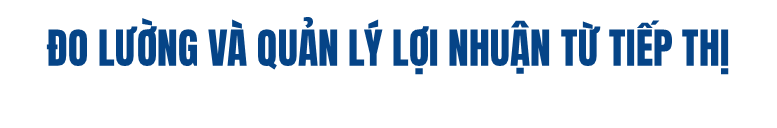 ĐO LƯỜNG VÀ QUẢN LÝ LỢI NHUẬN TỪ TIẾP THỊ